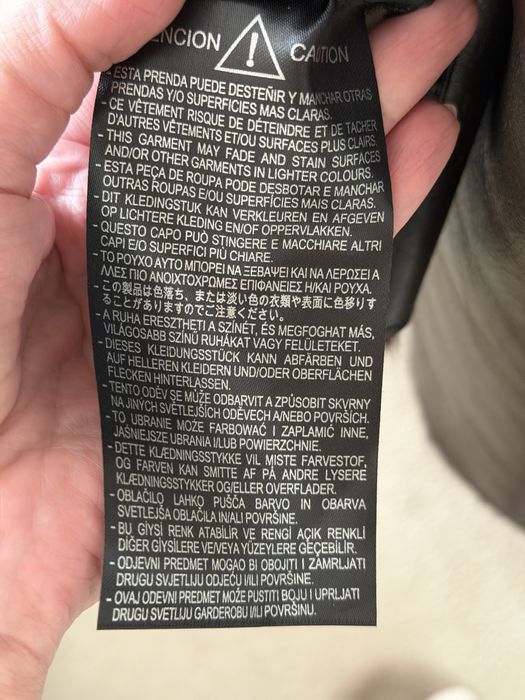 ENCION CAUTION
- ESTA PRENDA PUEDE DESTEÑIR Y MANCHAR OTRAS
PRENDAS Y/O SUPERFICIES MAS CLARAS.
- CE VÊTEMENT RISQUE DE DÉTEINDRE ET DE TACHER
D'AUTRES VÊTEMENTS ET/OU SURFACES PLUS CLAIRS.
- THIS GARMENT MAY FADE AND STAIN SURFACES
AND/OR OTHER GARMENTS IN LIGHTER COLOURS.
- ESTA PEÇA DE ROUPA PODE DESBOTAR E MANCHAR
OUTRAS ROUPAS E/OU SUPERFÍCIES MAIS CLARAS.
- DIT KLEDINGSTUK KAN VERKLEUREN EN AFGEVEN
OP LICHTERE KLEDING EN/OF OPPERVLAKKEN.
- QUESTO CAPO PUÒ STINGERE E MACCHIARE ALTRI
CAPI E/O SUPERFICI PIÙ CHIARE.
- ΤΟ ΡΟΥΧΟ ΑΥΤΟ ΜΠΟΡΕΙ ΝΑ ΞΕΒΑΨΕΙ ΚΑΙ ΝΑ ΛΕΡΩΣΕΙ Α
ΛΛΕΣ ΠΙΟ ΑΝΟΙΧΤΟΧΡΩΜΕΣ ΕΠΙΦΑΝΕΙΕΣ Η/ΚΑΙ ΡΟΥΧΑ.
- この製品は色落ち、または淡い色の衣類や表面に色移りす
ることがありますのでご注意ください。
- A RUHA ERESZTHETI A SZÍNÉT, ÉS MEGFOGHAT MÁS,
VILÁGOSABB SZÍNŰ RUHÁKAT VAGY FELÜLETEKET.
- DIESES KLEIDUNGSSTÜCK KANN ABFÄRBEN UND
AUF HELLEREN KLEIDERN UND/ODER OBERFLÄCHEN
FLECKEN HINTERLASSEN.
- TENTO ODĚV SE MŮŽE ODBARVIT A ZPŮSOBIT SKVRNY
NA JINÝCH SVĚTLEJŠÍCH ODĚVECH A/NEBO POVRŠÍCH.
- TO UBRANIE MOŻE FARBOWAĆ I ZAPLAMIĆ INNE,
JAŚNIEJSZE UBRANIA I/LUB POWIERZCHNIE.
- DETTE KLÆDNINGSSTYKKE VIL MISTE FARVESTOF,
OG FARVEN KAN SMITTE AF PÅ ANDRE LYSERE
KLÆDNINGSSTYKKER OG/ELLER OVERFLADER.
- OBLAČILO LAHKO PUŠČA BARVO IN OBARVA
SVETLEJŠA OBLAČILA IN/ALI POVRŠINE.
- BU GİYSİ RENK ATABİLİR VE RENGİ AÇIK RENKLİ
DİĞER GİYSİLERE VE/VEYA YÜZEYLERE GEÇEBİLİR.
- ODJEVNI PREDMET MOGAO BI OBOJITI I ZAMRLJATI
DRUGU SVJETLIJU ODJEĆU I/ILI POVRŠINE.
- OVAJ ODEVNI PREDMET MOŽE PUSTITI BOJU I UPRLJATI
DRUGU SVETLIJU GARDEROBU I/ILI POVRŠINU.